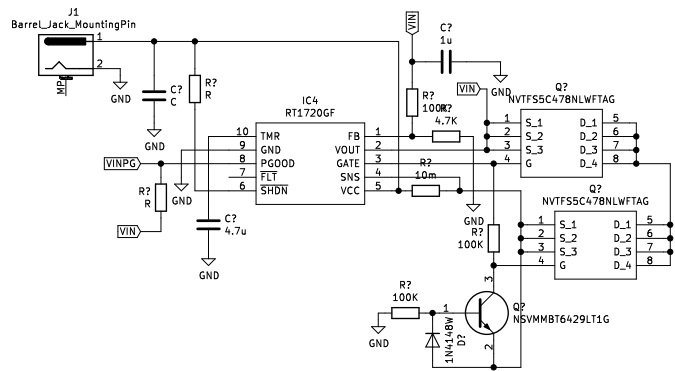 J1
Barrel_Jack_MountingPin
1
2
MP
GND
C?
C
GND
R?
R
VINPG
R?
R
VIN
GND
C?
4.7u
GND
IC4
RT1720GF
10 TMR
9 GND
8 PGOOD
7 FLT
6 SHDN
FB 1
VOUT 2
GATE 3
SNS 4
VCC 5
VIN
C?
1u
GND
R?
100K
R?
4.7K
GND
R?
10m
VIN
Q?
NVTFS5C478NLWFTAG
1 S_1 D_1 5
2 S_2 D_2 6
3 S_3 D_3 7
4 G D_4 8
Q?
NVTFS5C478NLWFTAG
1 S_1 D_1 5
2 S_2 D_2 6
3 S_3 D_3 7
4 G D_4 8
R?
100K
3
Q?
NSVMMBT6429LT1G
1
2
R?
100K
GND
1N4148W
D?